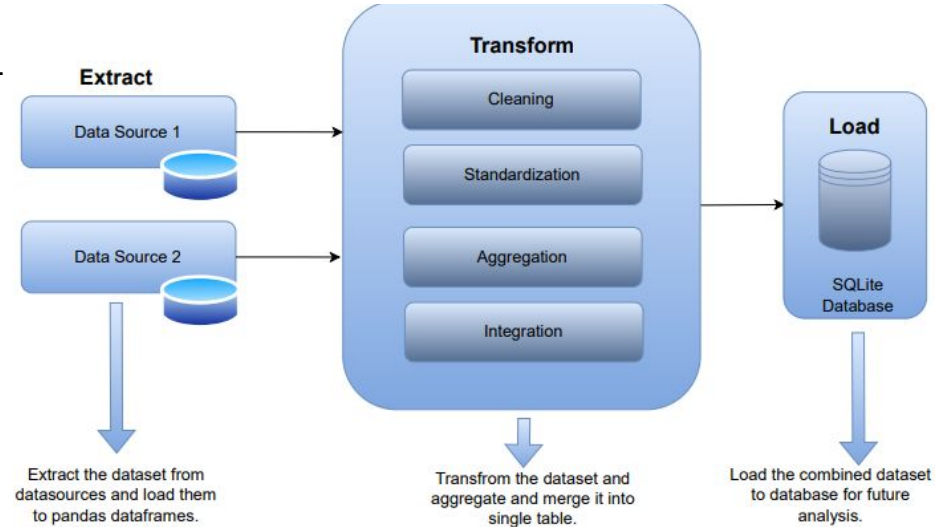 Extract
Data Source 1
Data Source 2
Extract the dataset from
datasources and load them
to pandas dataframes.
Transform
Cleaning
Standardization
Aggregation
Integration
Transfrom the dataset and
aggregate and merge it into
single table.
Load
SQLite
Database
Load the combined dataset
to database for future
analysis.